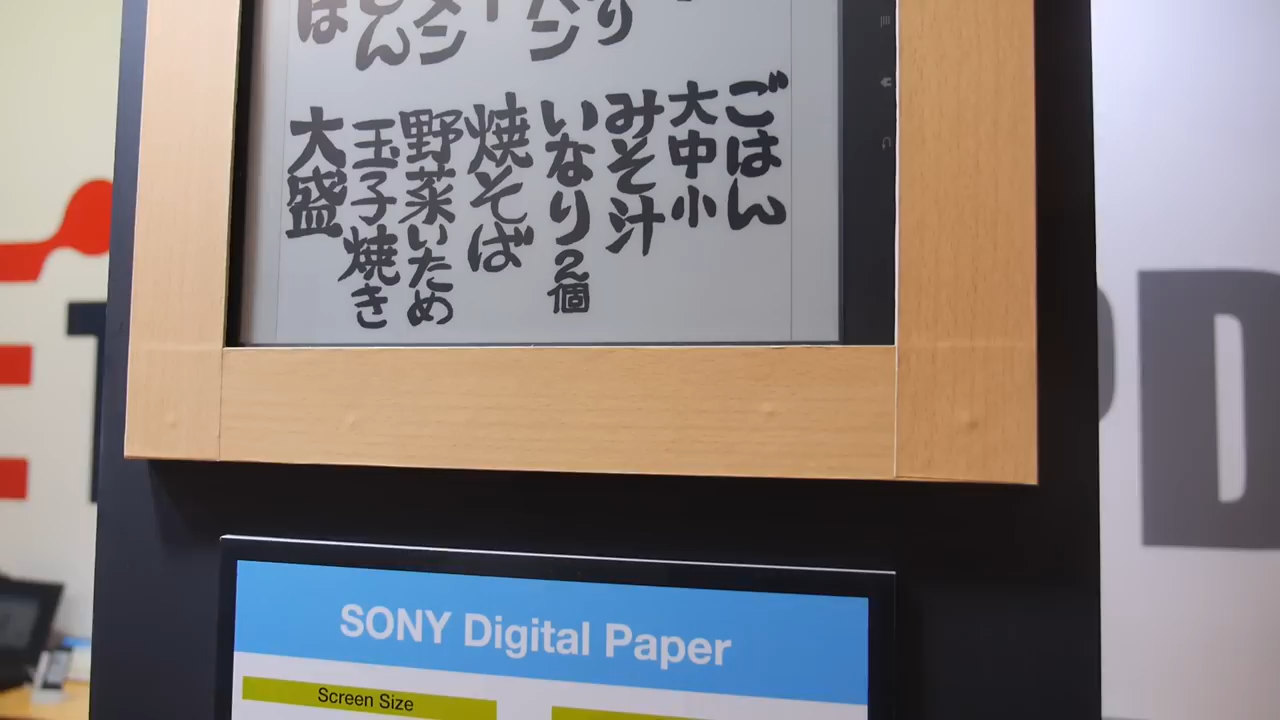 ごはん
大中小
みそ汁
いなり2個
焼そば
野菜いため
玉子焼き
大盛
SONY Digital Paper
Screen Size